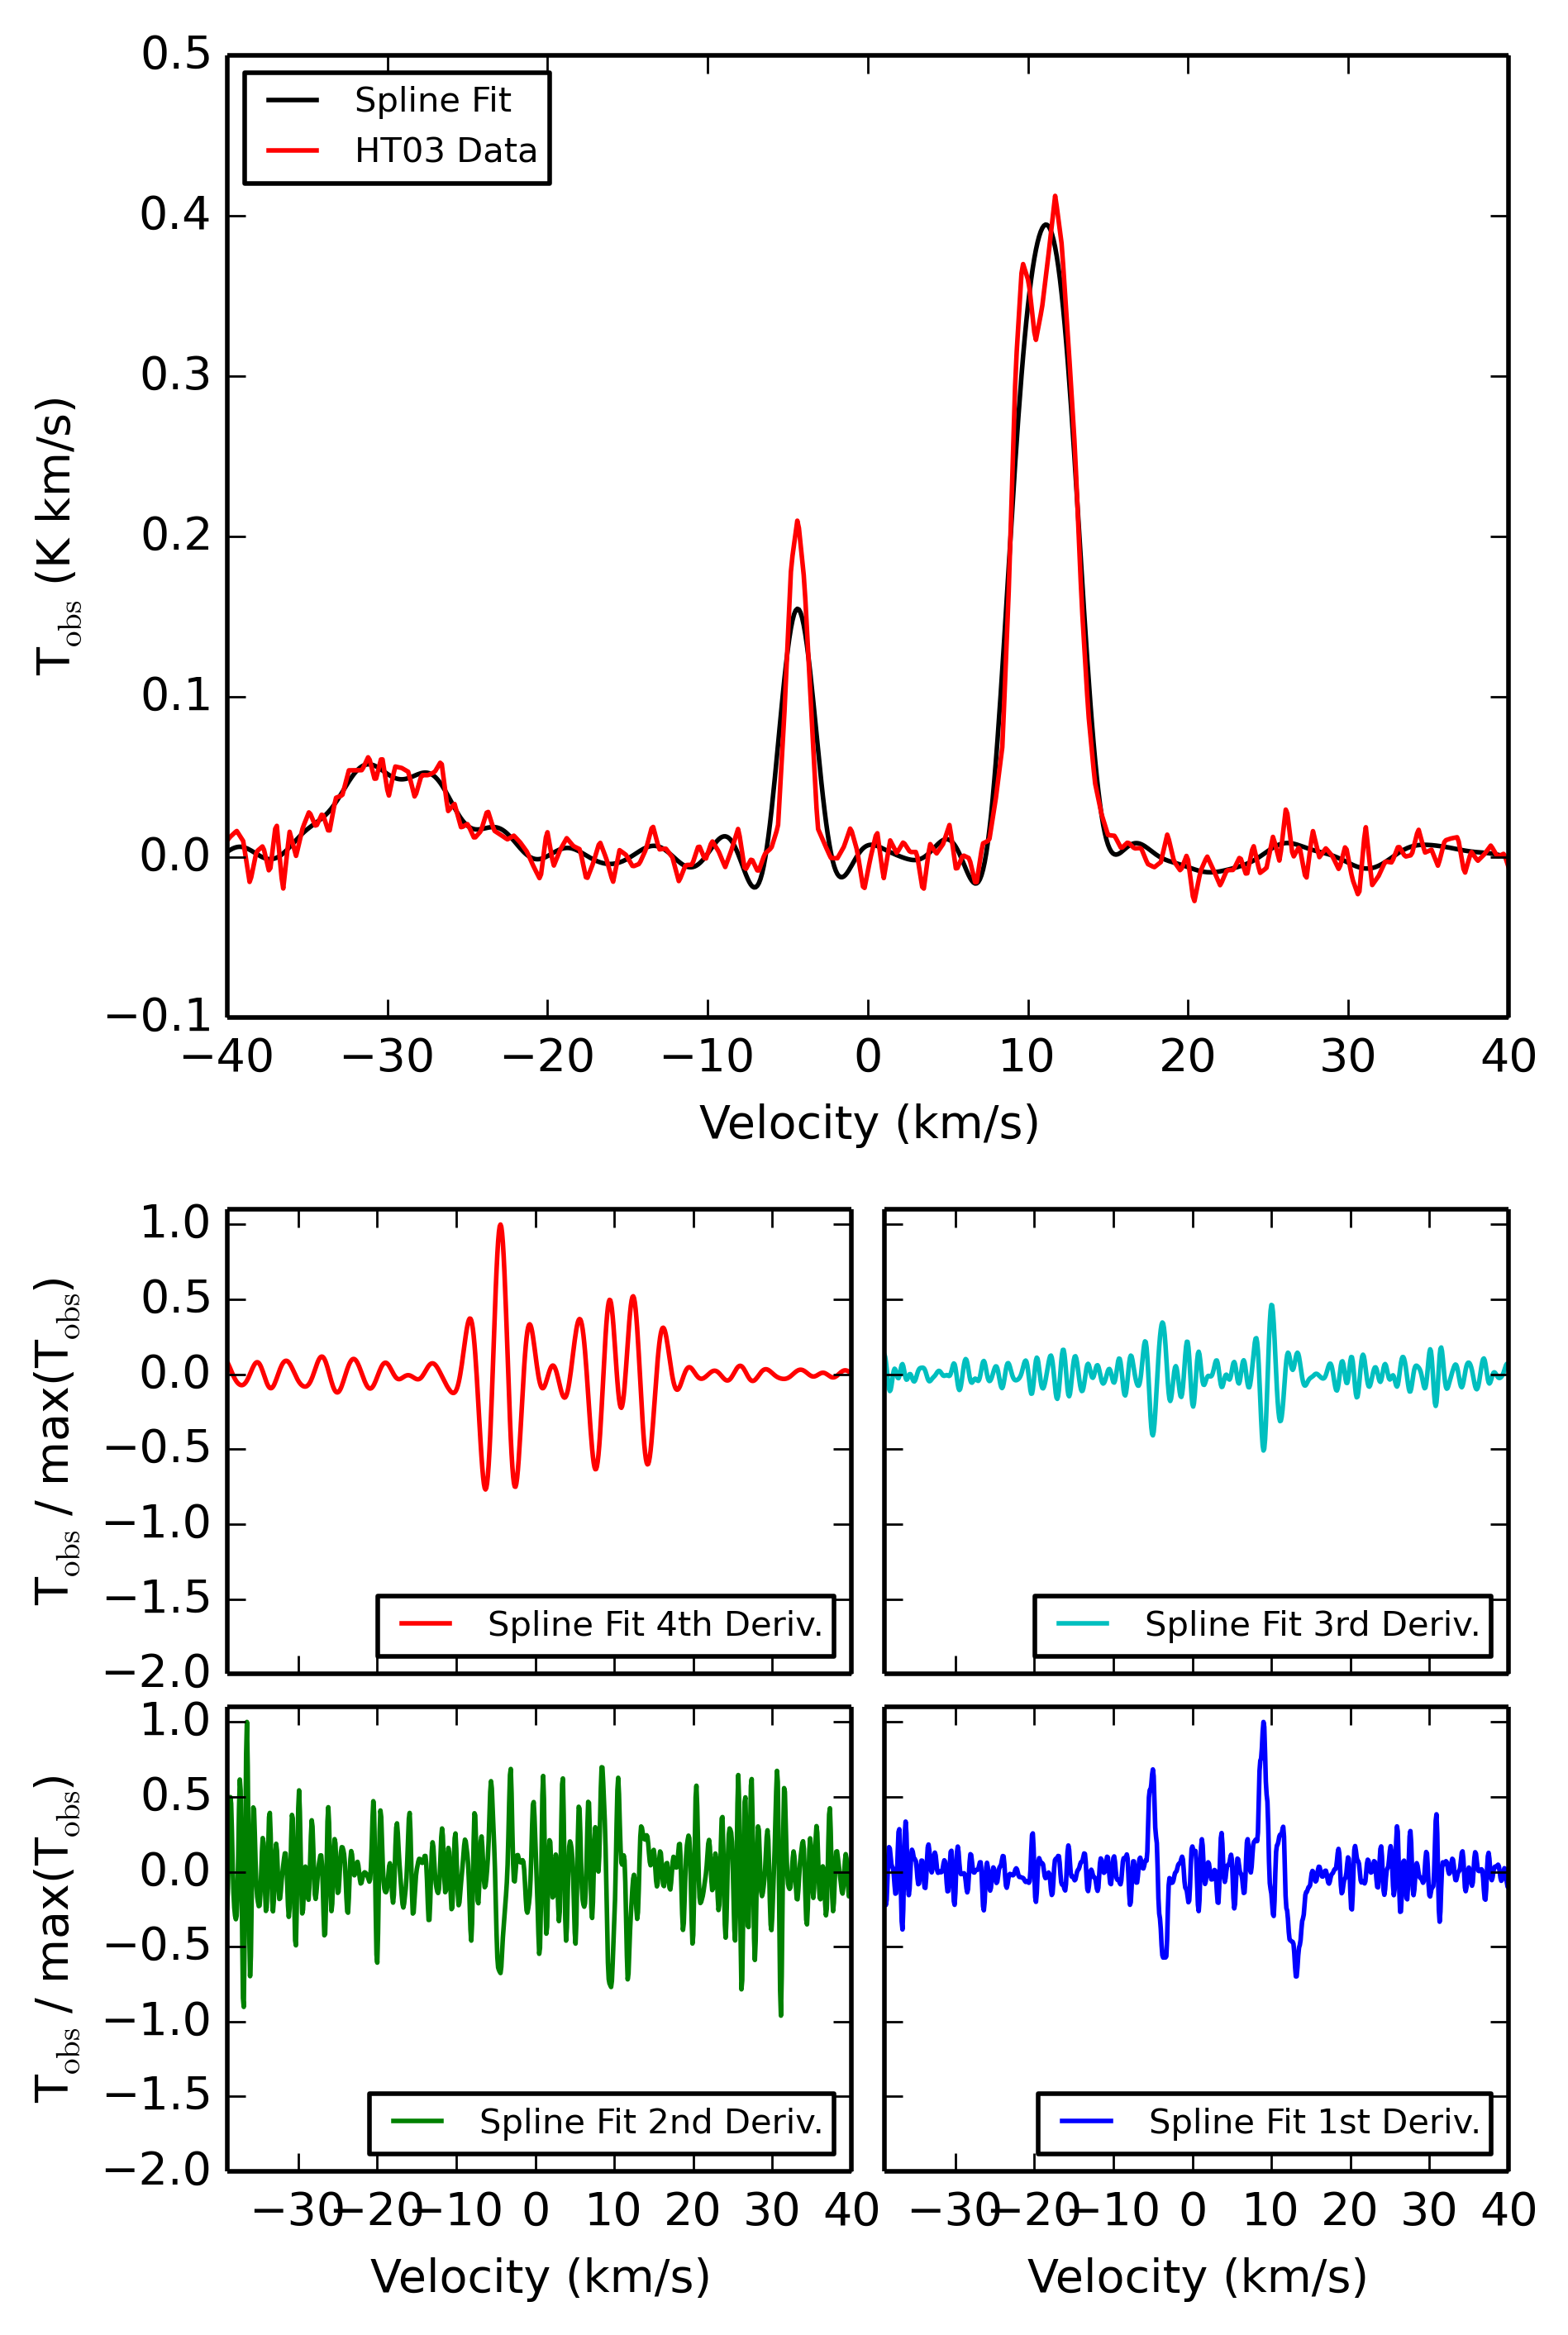 0.5
Spline Fit
HT03 Data
0.4
0.3
0.2
0.1
0.0
−0.1
T_obs (K km/s)
−40 −30 −20 −10 0 10 20 30 40
Velocity (km/s)
1.0
0.5
0.0
−0.5
−1.0
−1.5
−2.0
T_obs / max(T_obs)
Spline Fit 4th Deriv.
Spline Fit 3rd Deriv.
1.0
0.5
0.0
−0.5
−1.0
−1.5
−2.0
T_obs / max(T_obs)
Spline Fit 2nd Deriv.
Spline Fit 1st Deriv.
−30 −20 −10 0 10 20 30 40
−30 −20 −10 0 10 20 30 40
Velocity (km/s)
Velocity (km/s)